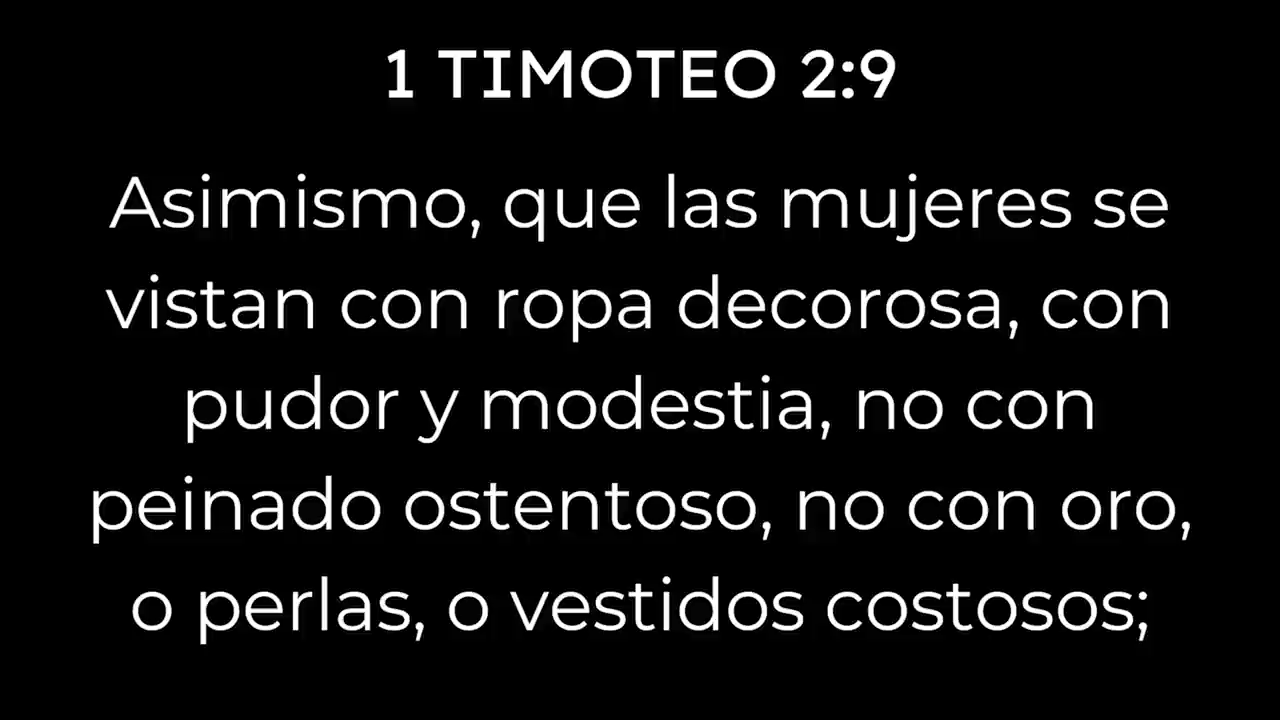 1 TIMOTEO 2:9
Asimismo, que las mujeres se
vistan con ropa decorosa, con
pudor y modestia, no con
peinado ostentoso, no con oro,
o perlas, o vestidos costosos;